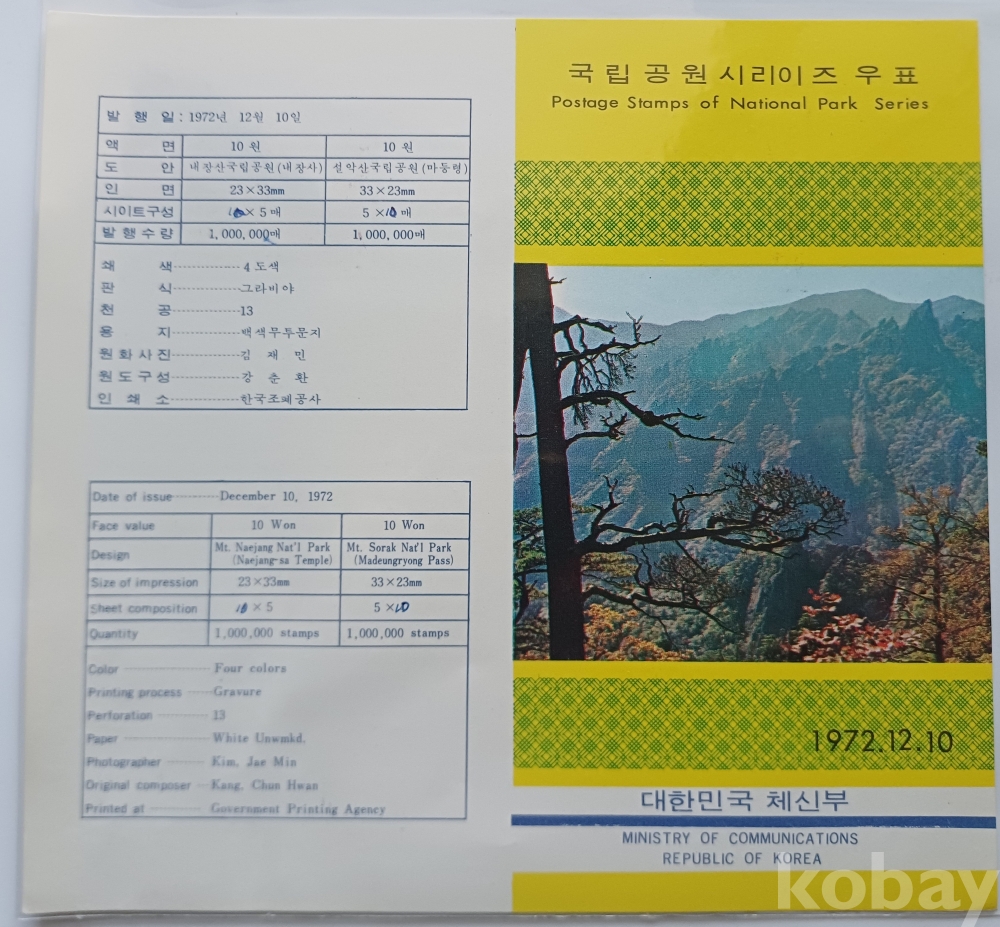 발 행 일 : 1972년 12월 10일
액 면 10 원 10 원
도 안 내장산국립공원(내장사) 설악산국립공원(마등령)
인 면 23×33mm 33×23mm
시이트구성 10× 5 매 5 ×10 매
발행수량 1,000,000매 1,000,000매
쇄 색 4 도색
판 식 그라비야
천 공 13
용 지 백색무투문지
원화사진 김 재 민
원도구성 강 춘 환
인 쇄 소 한국조폐공사
Date of issue December 10, 1972
Face value 10 Won 10 Won
Design Mt. Naejang Nat'l Park (Naejang-sa Temple) Mt. Sorak Nat'l Park (Madeungryong Pass)
Size of impression 23×33mm 33×23mm
Sheet composition 10 × 5 5 ×10
Quantity 1,000,000 stamps 1,000,000 stamps
Color Four colors
Printing process Gravure
Perforation 13
Paper White Unwmkd.
Photographer Kim, Jae Min
Original composer Kang, Chun Hwan
Printed at Government Printing Agency
국립공원시리이즈 우표
Postage Stamps of National Park Series
1972.12.10
대한민국 체신부
MINISTRY OF COMMUNICATIONS
REPUBLIC OF KOREA
kobay